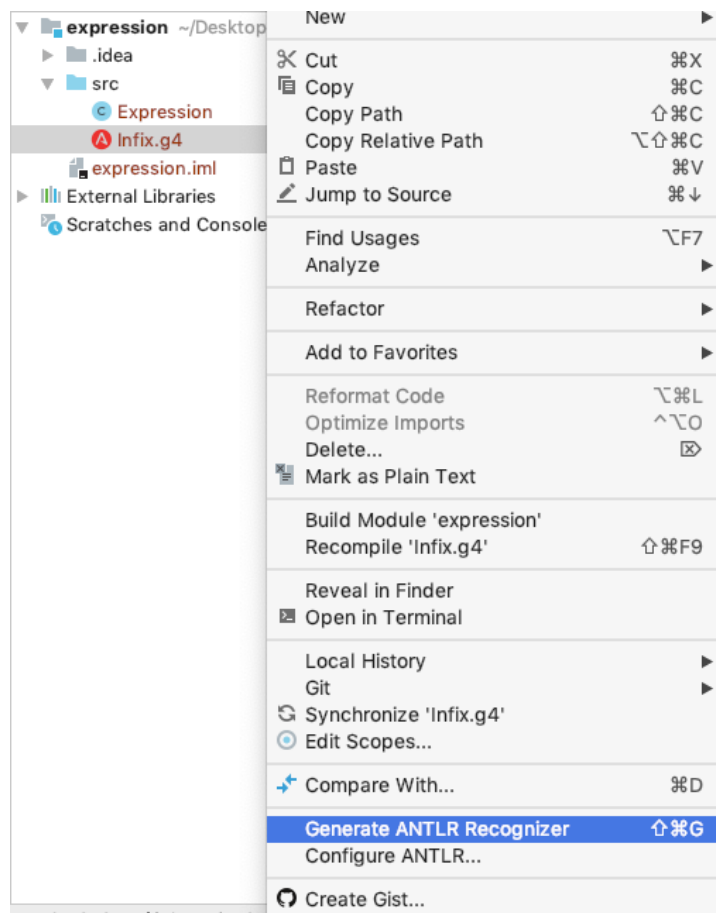 expression ~/Desktop
.idea
src
Expression
Infix.g4
expression.iml
External Libraries
Scratches and Console
New
Cut ⌘X
Copy ⌘C
Copy Path ⇧⌘C
Copy Relative Path ⌥⇧⌘C
Paste ⌘V
Jump to Source ⌘↓
Find Usages ⌥F7
Analyze
Refactor
Add to Favorites
Reformat Code ⌥⌘L
Optimize Imports ^⌥O
Delete... ⌦
Mark as Plain Text
Build Module 'expression'
Recompile 'Infix.g4' ⇧⌘F9
Reveal in Finder
Open in Terminal
Local History
Git
Synchronize 'Infix.g4'
Edit Scopes...
Compare With... ⌘D
Generate ANTLR Recognizer ⇧⌘G
Configure ANTLR...
Create Gist...